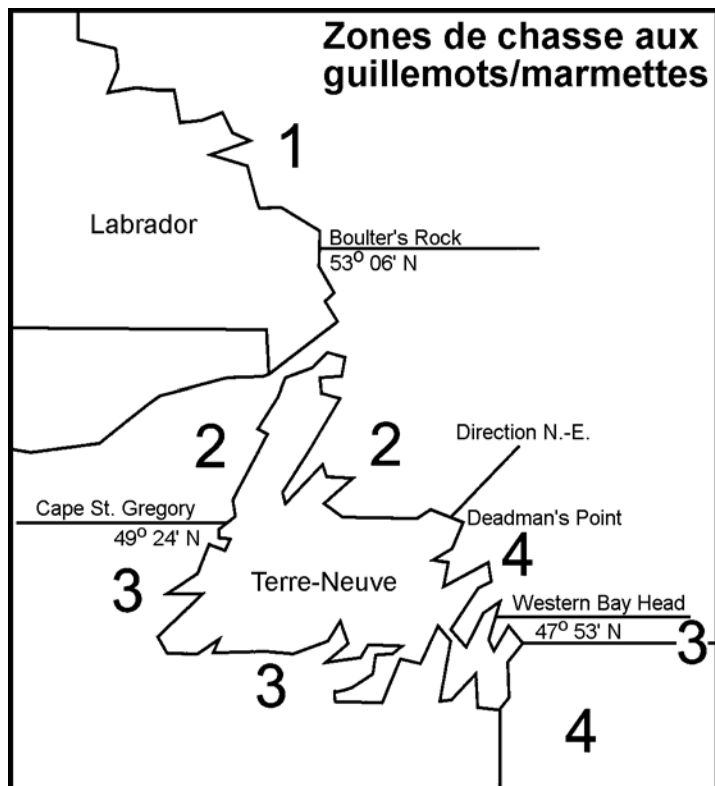 Zones de chasse aux
guillemots/marmettes
1
Labrador
Boulter's Rock
53° 06' N
2
2
Direction N.-E.
Cape St. Gregory
49° 24' N
Deadman's Point
4
3
Terre-Neuve
Western Bay Head
47° 53' N
3
3
4